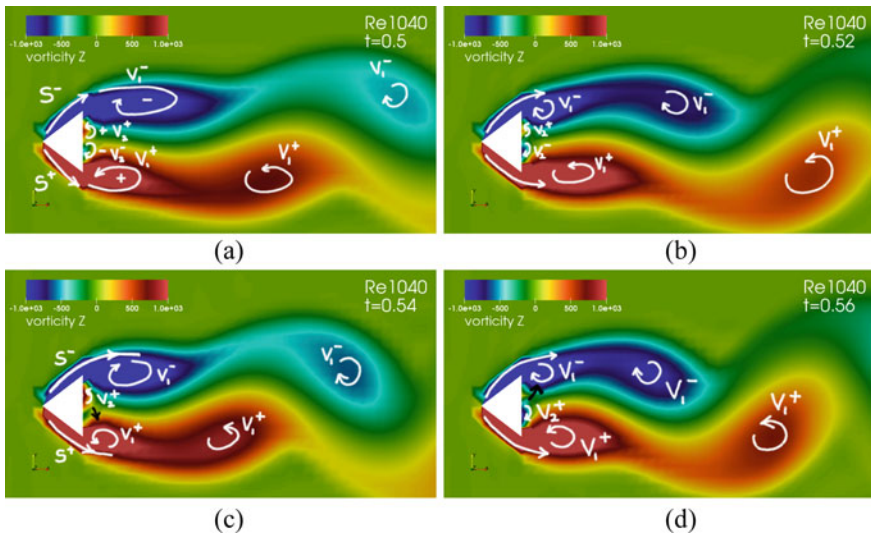 Re1040
t=0.5
-1.0e+03 -500 0 500 1.0e+03
vorticity Z
S⁻
V₁⁻
-
V₁⁻
+ V₂⁺
- V₂⁻
V₁⁺
V₁⁺
S⁺
+
(a)
Re1040
t=0.52
-1.0e+03 -500 0 500 1.0e+03
vorticity Z
V₁⁻
V₁⁻
V₂⁺
V₂⁻
V₁⁺
V₁⁺
(b)
Re1040
t=0.54
-1.0e+03 -500 0 500 1.0e+03
vorticity Z
S⁻
V₁⁻
V₁⁻
V₂⁺
V₁⁺
V₁⁺
S⁺
(c)
Re1040
t=0.56
-1.0e+03 -500 0 500 1.0e+03
vorticity Z
V₁⁻
V₁⁻
V₂⁺
V₁⁺
V₁⁺
(d)